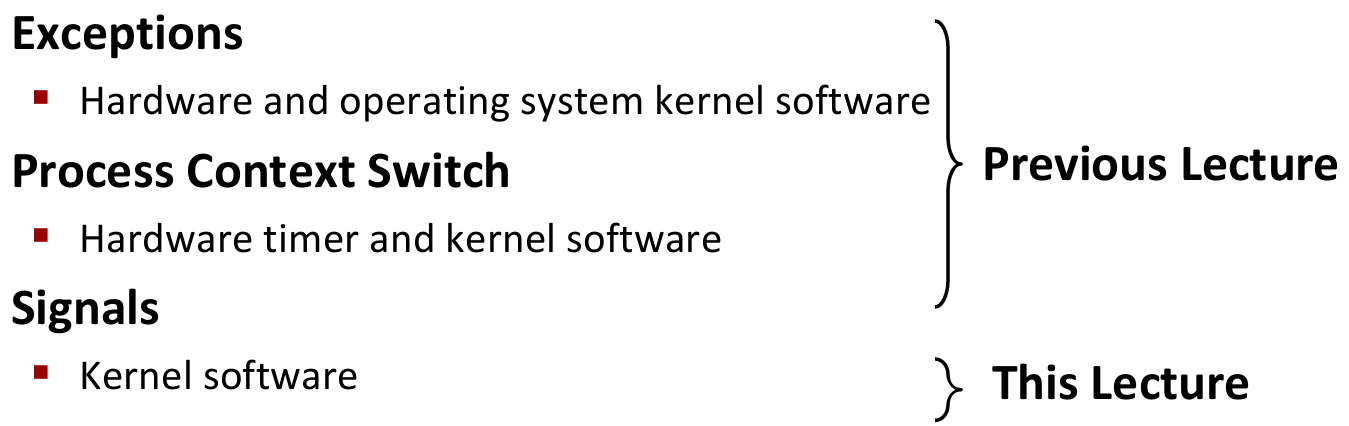 Exceptions
Hardware and operating system kernel software
Process Context Switch
Hardware timer and kernel software
Signals
Kernel software
Previous Lecture
This Lecture